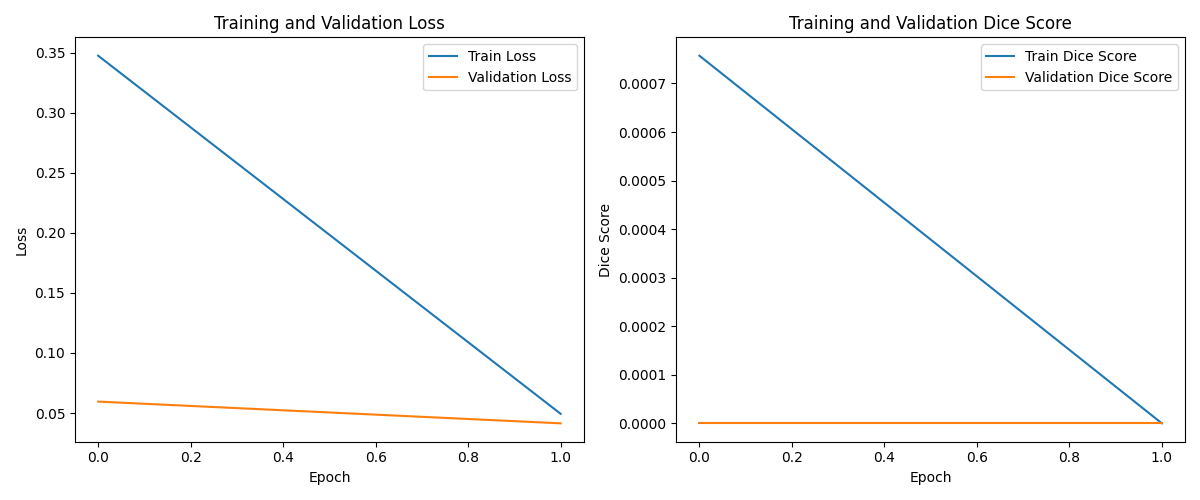 Training and Validation Loss
Train Loss
Validation Loss
0.35
0.30
0.25
0.20
0.15
0.10
0.05
Loss
0.0 0.2 0.4 0.6 0.8 1.0
Epoch
Training and Validation Dice Score
Train Dice Score
Validation Dice Score
0.0007
0.0006
0.0005
0.0004
0.0003
0.0002
0.0001
0.0000
Dice Score
0.0 0.2 0.4 0.6 0.8 1.0
Epoch